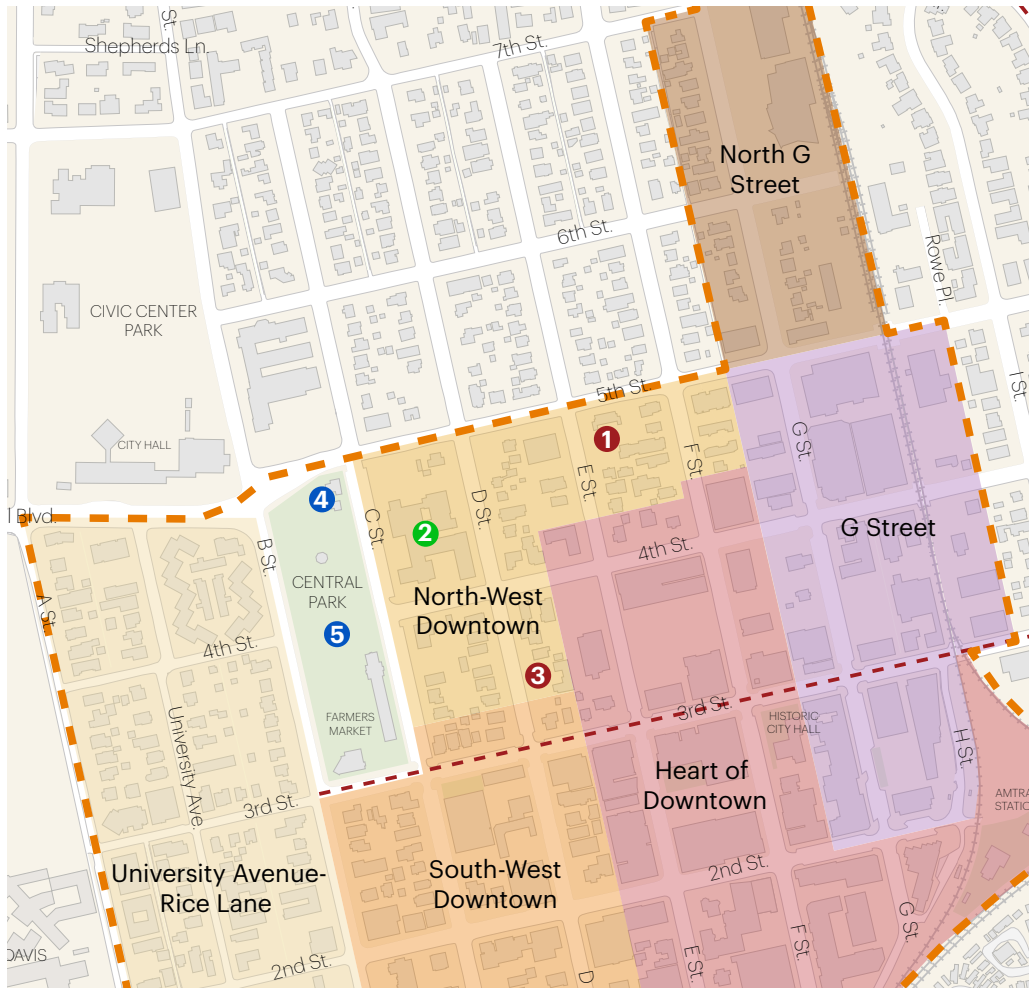 St.
Shepherds Ln.
7th St.
North G
Street
6th St.
Rowe Pl.
CIVIC CENTER
PARK
I St.
5th St.
1
CITY HALL
E St.
F St.
G St.
4
D St.
l Blvd.
C St.
2
G Street
B St.
4th St.
CENTRAL
PARK
North-West
Downtown
A St.
5
4th St.
3
University Ave.
FARMERS
MARKET
3rd St.
HISTORIC
CITY HALL
H St.
Heart of
Downtown
3rd St.
AMTRA
STATIO
University Avenue-
Rice Lane
South-West
Downtown
2nd St.
G St.
F St.
E St.
D
DAVIS
2nd St.